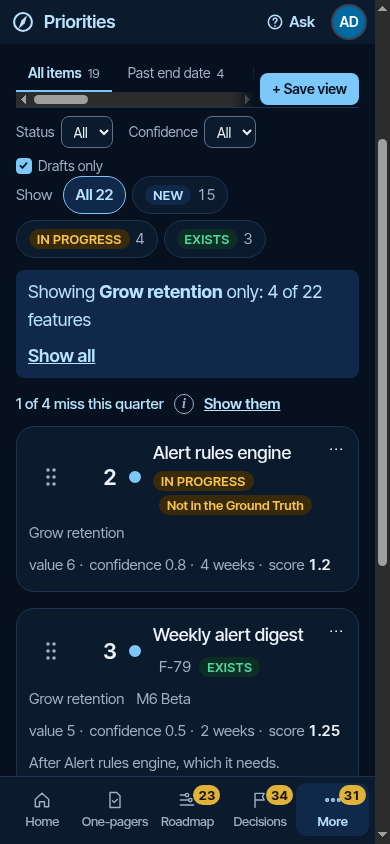 Priorities
Ask
AD
All items 19
Past end date 4
+ Save view
Status All Confidence All
Drafts only
Show All 22 NEW 15
IN PROGRESS 4 EXISTS 3
Showing Grow retention only: 4 of 22
features
Show all
1 of 4 miss this quarter i Show them
Alert rules engine ...
2
IN PROGRESS
Not in the Ground Truth
Grow retention
value 6 · confidence 0.8 · 4 weeks · score 1.2
Weekly alert digest ...
3
F-79 EXISTS
Grow retention M6 Beta
value 5 · confidence 0.5 · 2 weeks · score 1.25
After Alert rules engine, which it needs.
23 34 31
Home One-pagers Roadmap Decisions More